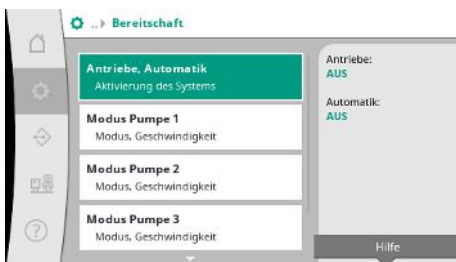 ..▸ Bereitschaft
Antriebe, Automatik
Aktivierung des Systems
Modus Pumpe 1
Modus, Geschwindigkeit
Modus Pumpe 2
Modus, Geschwindigkeit
Modus Pumpe 3
Modus, Geschwindigkeit
Antriebe:
AUS
Automatik:
AUS
Hilfe
?